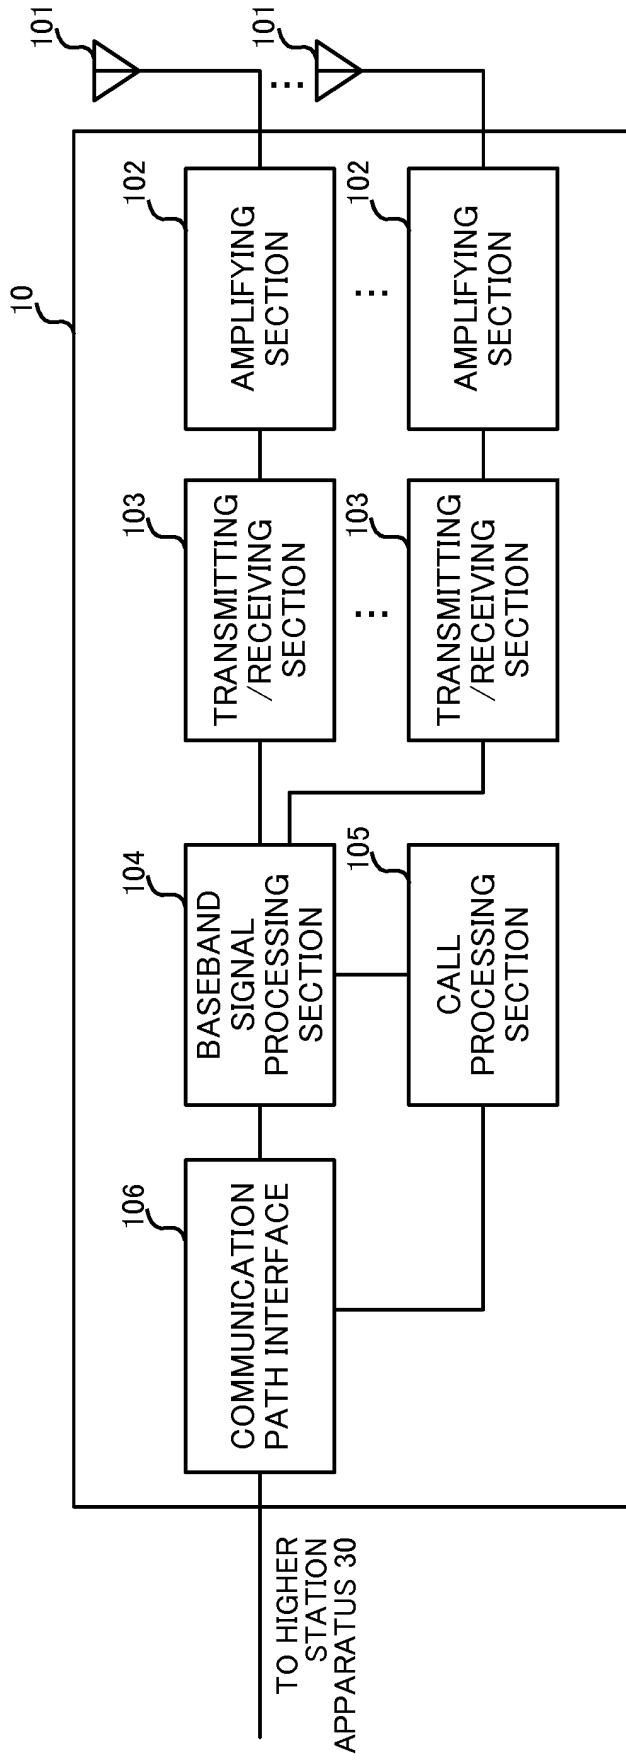 10
101
101
106
COMMUNICATION
PATH INTERFACE
104
BASEBAND
SIGNAL
PROCESSING
SECTION
103
TRANSMITTING
/RECEIVING
SECTION
102
AMPLIFYING
SECTION
...
...
...
TO HIGHER
STATION
APPARATUS 30
105
CALL
PROCESSING
SECTION
103
TRANSMITTING
/RECEIVING
SECTION
102
AMPLIFYING
SECTION